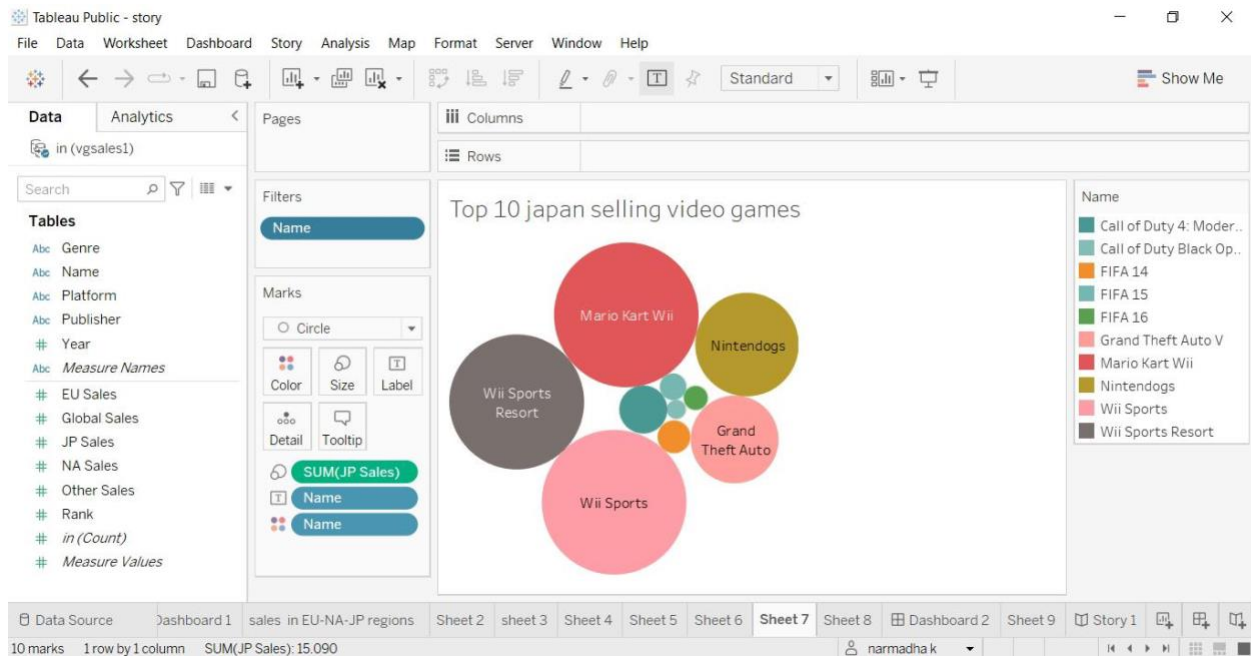 Tableau Public - story
File Data Worksheet Dashboard Story Analysis Map Format Server Window Help
Standard
Show Me
Data Analytics
in (vgsales1)
Search
Tables
Abc Genre
Abc Name
Abc Platform
Abc Publisher
# Year
Abc Measure Names
# EU Sales
# Global Sales
# JP Sales
# NA Sales
# Other Sales
# Rank
# in (Count)
# Measure Values
Pages
Filters
Name
Marks
Circle
Color Size Label
Detail Tooltip
SUM(JP Sales)
Name
Name
Columns
Rows
Top 10 japan selling video games
Mario Kart Wii
Nintendogs
Wii Sports
Resort
Grand
Theft Auto
Wii Sports
Name
Call of Duty 4: Moder..
Call of Duty Black Op..
FIFA 14
FIFA 15
FIFA 16
Grand Theft Auto V
Mario Kart Wii
Nintendogs
Wii Sports
Wii Sports Resort
Data Source Dashboard 1 sales in EU-NA-JP regions Sheet 2 sheet 3 Sheet 4 Sheet 5 Sheet 6 Sheet 7 Sheet 8 Dashboard 2 Sheet 9 Story 1
10 marks 1 row by 1 column SUM(JP Sales): 15.090 narmadha k